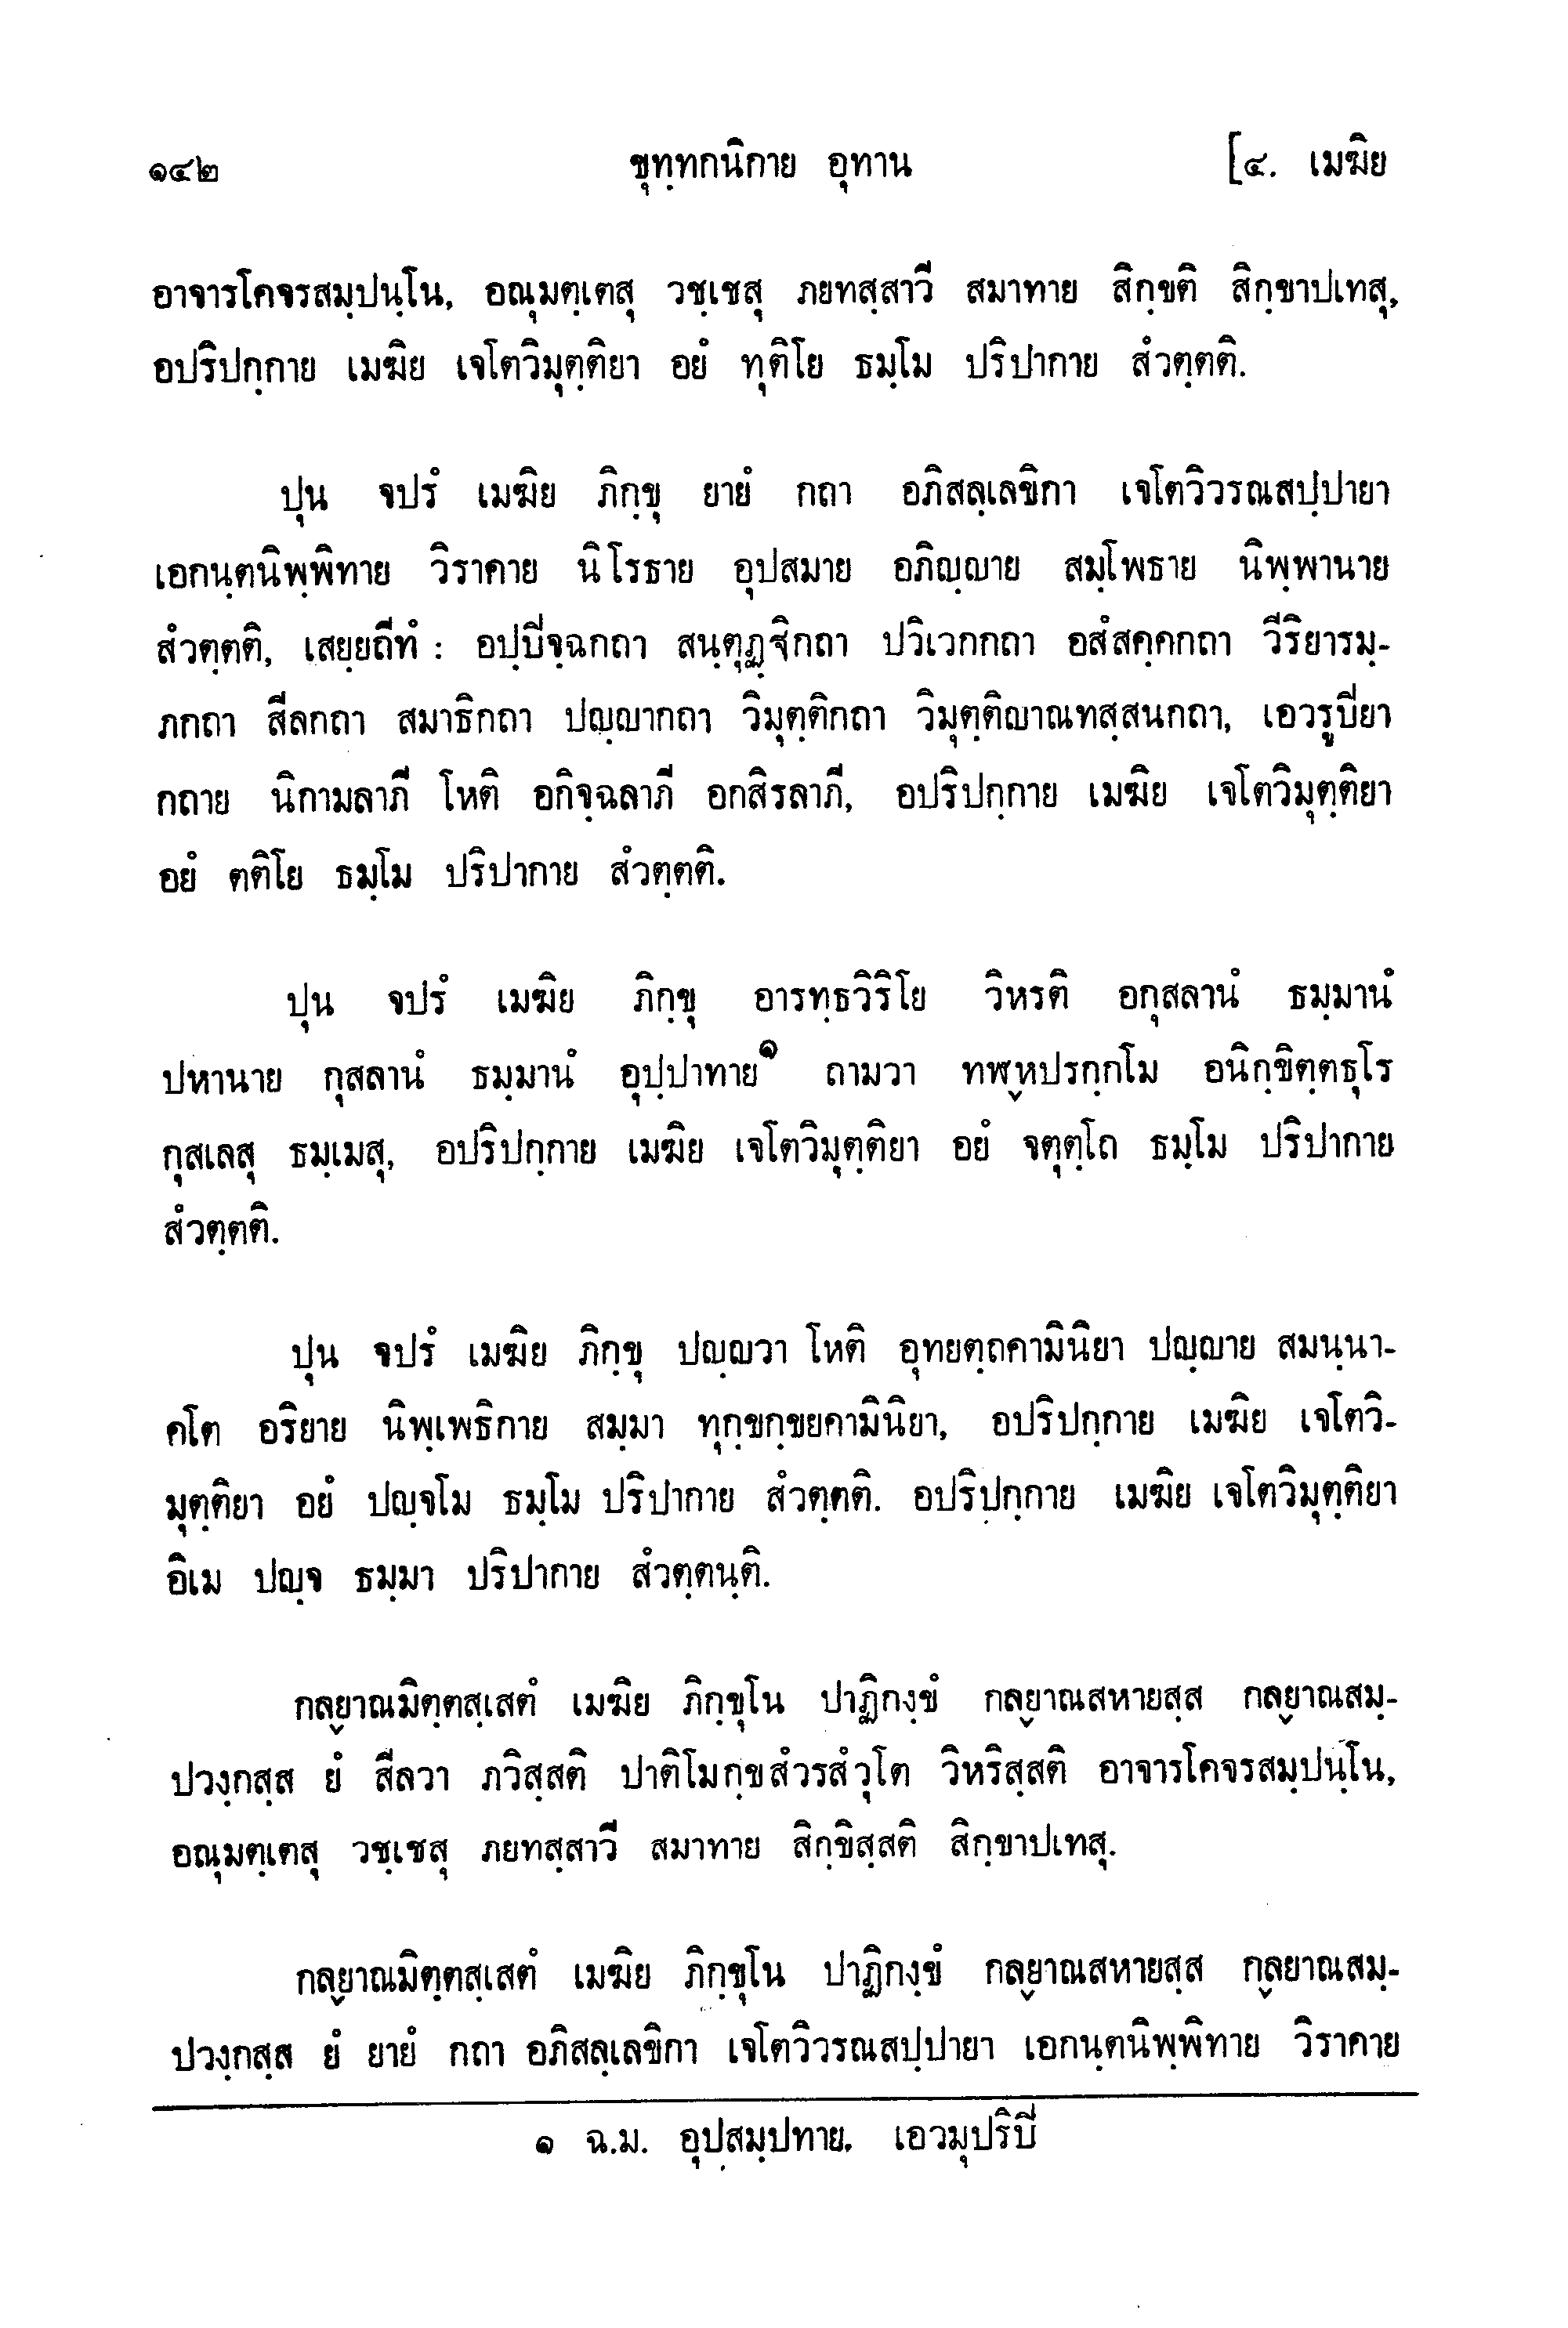 ๑๔๒ ขุทฺทกนิกาย อุทาน [๔. เมฆิย
อาจารโคจรสมฺปนฺโน, อณุมตฺเตสุ วชฺเชสุ ภยทสฺสาวี สมาทาย สิกฺขติ สิกฺขาปเทสุ,
อปริปกฺกาย เมฆิย เจโตวิมุตฺติยา อยํ ทุติโย ธมฺโม ปริปากาย สํวตฺตติ.
ปุน จปรํ เมฆิย ภิกฺขุ ยายํ กถา อภิสลฺเลขิกา เจโตวิวรณสปฺปายา
เอกนฺตนิพฺพิทาย วิราคาย นิโรธาย อุปสมาย อภิญฺญาย สมฺโพธาย นิพฺพานาย
สํวตฺตติ, เสยฺยถีทํ : อปฺปิจฺฉกถา สนฺตุฏฺฐิกถา ปวิเวกกถา อสํสคฺคกถา วีริยารมฺ-
ภกถา สีลกถา สมาธิกถา ปญฺญากถา วิมุตฺติกถา วิมุตฺติญาณทสฺสนกถา, เอวรูปิยา
กถาย นิกามลาภี โหติ อกิจฺฉลาภี อกสิรลาภี, อปริปกฺกาย เมฆิย เจโตวิมุตฺติยา
อยํ ตติโย ธมฺโม ปริปากาย สํวตฺตติ.
ปุน จปรํ เมฆิย ภิกฺขุ อารทฺธวิริโย วิหรติ อกุสลานํ ธมฺมานํ
ปหานาย กุสลานํ ธมฺมานํ อุปฺปาทาย๑ ถามวา ทฬฺหปรกฺกโม อนิกฺขิตฺตธุโร
กุสเลสุ ธมฺเมสุ, อปริปกฺกาย เมฆิย เจโตวิมุตฺติยา อยํ จตุตฺโถ ธมฺโม ปริปากาย
สํวตฺตติ.
ปุน จปรํ เมฆิย ภิกฺขุ ปญฺญวา โหติ อุทยตฺถคามินิยา ปญฺญาย สมนฺนา-
คโต อริยาย นิพฺเพธิกาย สมฺมา ทุกฺขกฺขยคามินิยา, อปริปกฺกาย เมฆิย เจโตวิ-
มุตฺติยา อยํ ปญฺจโม ธมฺโม ปริปากาย สํวตฺตติ. อปริปกฺกาย เมฆิย เจโตวิมุตฺติยา
อิเม ปญฺจ ธมฺมา ปริปากาย สํวตฺตนฺติ.
กลฺยาณมิตฺตสฺเสตํ เมฆิย ภิกฺขุโน ปาฏิกงฺขํ กลฺยาณสหายสฺส กลฺยาณสมฺ-
ปวงฺกสฺส ยํ สีลวา ภวิสฺสติ ปาติโมกฺขสํวรสํวุโต วิหริสฺสติ อาจารโคจรสมฺปนฺโน,
อณุมตฺเตสุ วชฺเชสุ ภยทสฺสาวี สมาทาย สิกฺขิสฺสติ สิกฺขาปเทสุ.
กลฺยาณมิตฺตสฺเสตํ เมฆิย ภิกฺขุโน ปาฏิกงฺขํ กลฺยาณสหายสฺส กฺลยาณสมฺ-
ปวงฺกสฺส ยํ ยายํ กถา อภิสลฺเลขิกา เจโตวิวรณสปฺปายา เอกนฺตนิพฺพิทาย วิราคาย
๑ ฉ.ม. อุปฺสมฺปทาย. เอวมุปริปิ